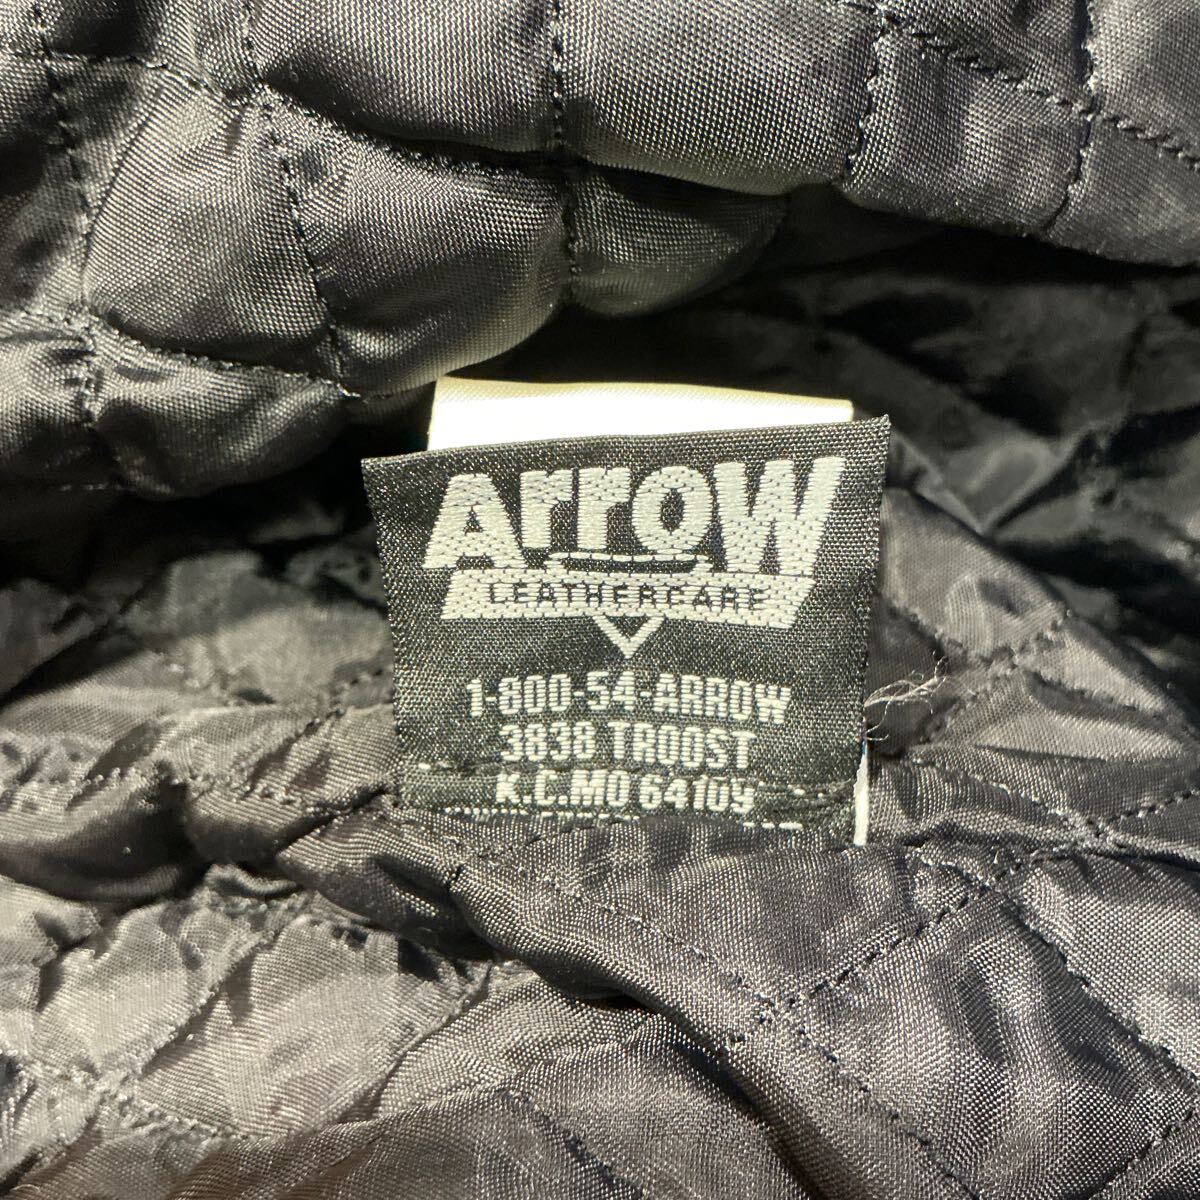 ArroW
LEATHERCARE
1-800-54-ARROW
3838 TROOST
K.C.MO 64109